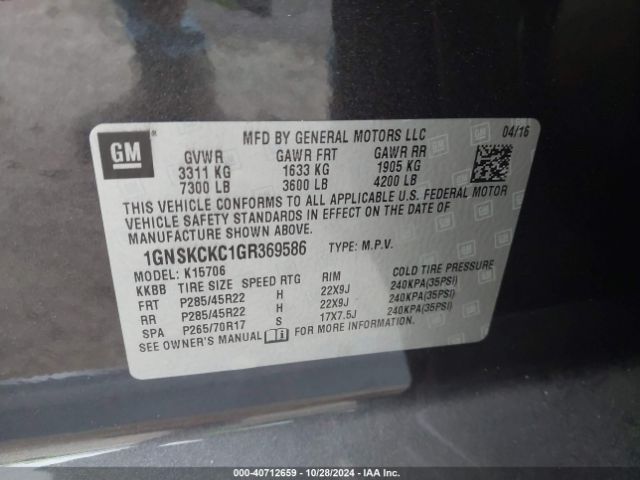 GM
MFD BY GENERAL MOTORS LLC 04/16
GVWR GAWR FRT GAWR RR
3311 KG 1633 KG 1905 KG
7300 LB 3600 LB 4200 LB
THIS VEHICLE CONFORMS TO ALL APPLICABLE U.S. FEDERAL MOTOR
VEHICLE SAFETY STANDARDS IN EFFECT ON THE DATE OF
MANUFACTURE SHOWN ABOVE.
1GNSKCKC1GR369586 TYPE: M.P.V.
MODEL: K15706
KKBB TIRE SIZE SPEED RTG RIM COLD TIRE PRESSURE
FRT P285/45R22 H 22X9J 240KPA(35PSI)
RR P285/45R22 H 22X9J 240KPA(35PSI)
SPA P265/70R17 S 17X7.5J 240KPA(35PSI)
SEE OWNER'S MANUAL FOR MORE INFORMATION.
000-40712659 | 10/28/2024 - IAA Inc.